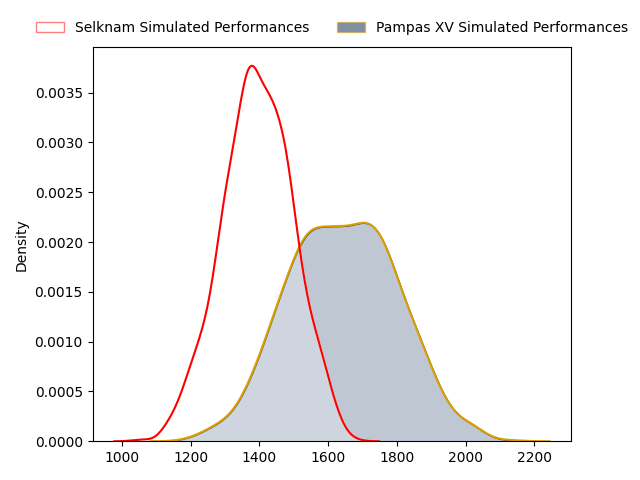 Selknam Simulated Performances
Pampas XV Simulated Performances
Density
0.0035
0.0030
0.0025
0.0020
0.0015
0.0010
0.0005
0.0000
1000 1200 1400 1600 1800 2000 2200